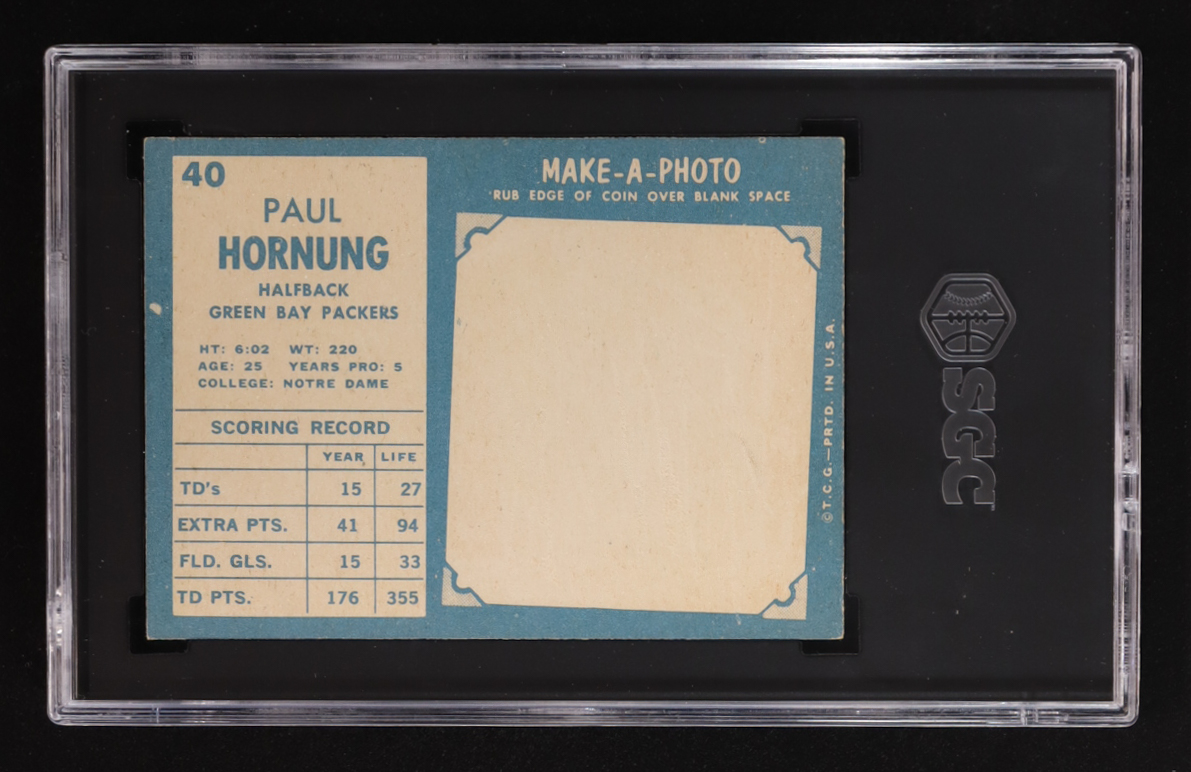 40
PAUL
HORNUNG
HALFBACK
GREEN BAY PACKERS
HT: 6:02 WT: 220
AGE: 25 YEARS PRO: 5
COLLEGE: NOTRE DAME
SCORING RECORD
YEAR LIFE
TD's 15 27
EXTRA PTS. 41 94
FLD. GLS. 15 33
TD PTS. 176 355
MAKE-A-PHOTO
RUB EDGE OF COIN OVER BLANK SPACE
©T.C.G.—PRTD. IN U.S.A.
SGC